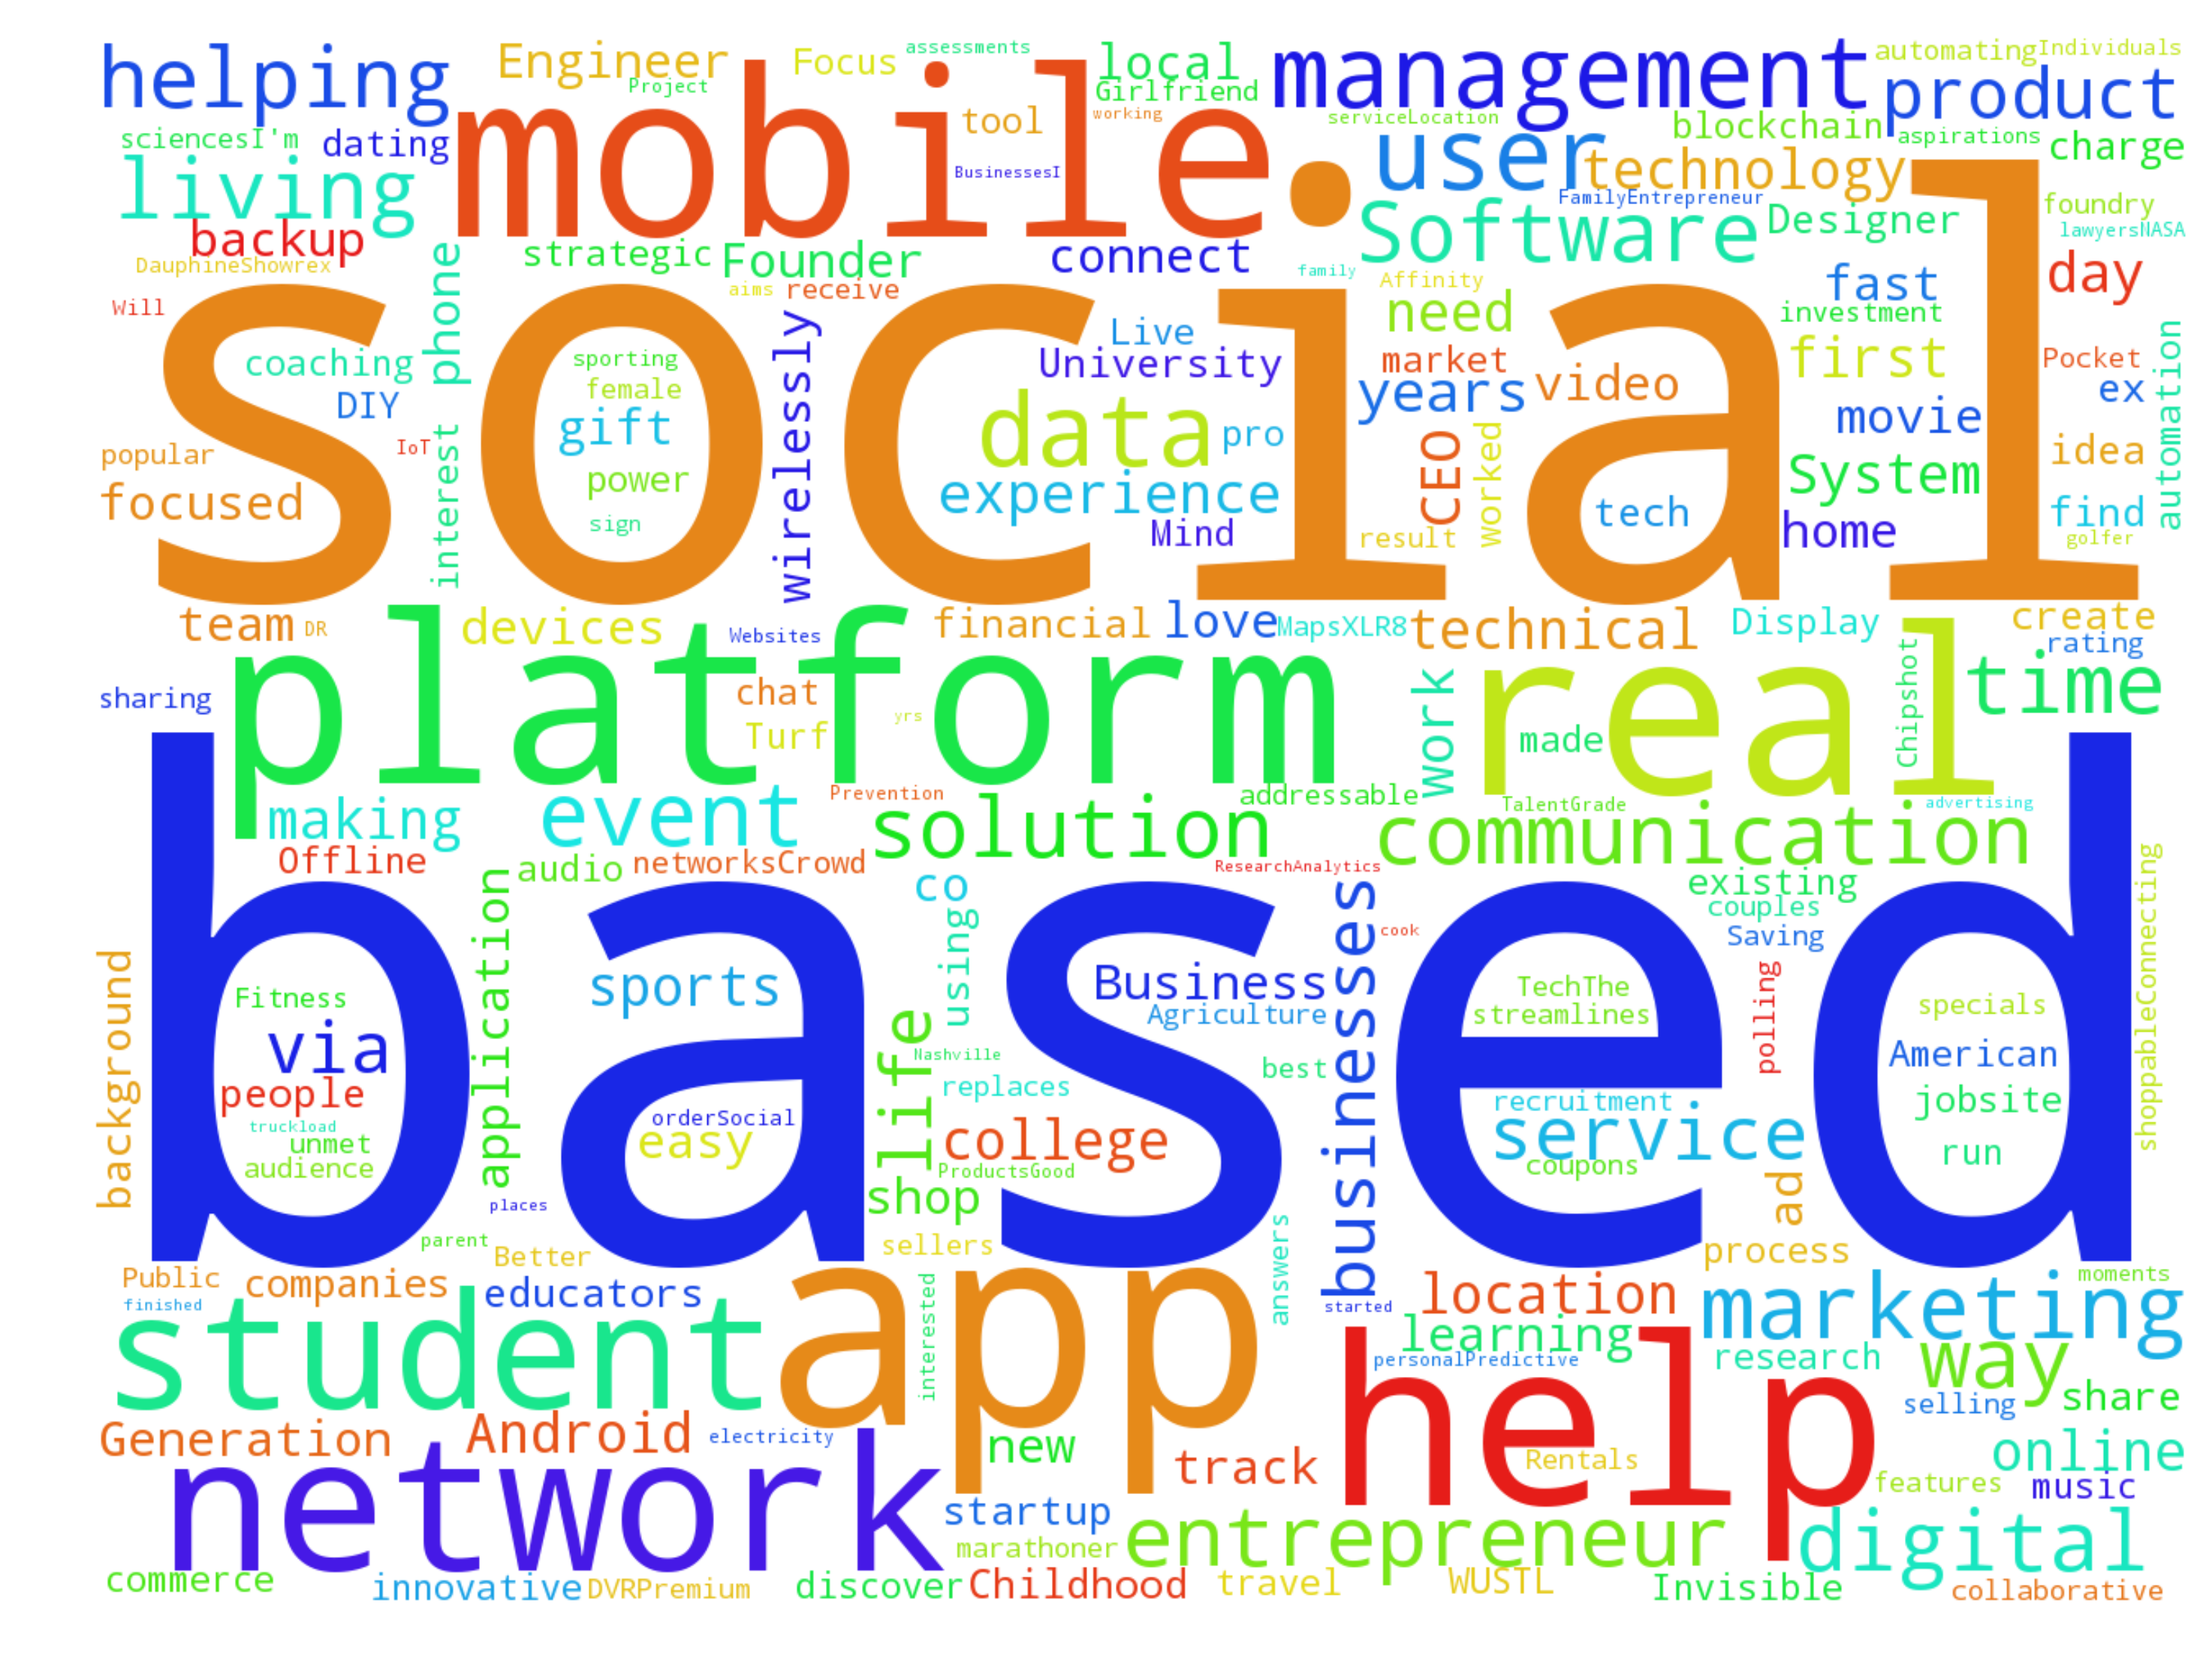 helping
Engineer
Focus
assessments
Project
local
Girlfriend
management
automating
Individuals
product
sciencesI'm
dating
mobile
tool
working
BusinessesI
serviceLocation
user
blockchain
aspirations
charge
technology
living
backup
DauphineShowrex
strategic
Founder
connect
family
Software
FamilyEntrepreneur
Designer
foundry
lawyersNASA
day
fast
Will
phone
aims
receive
Affinity
need
investment
social
coaching
DIY
IoT
sporting
female
gift
power
sign
wirelessly
Live
University
data
pro
experience
Mind
market
years
video
CEO
worked
result
tech
first
movie
System
home
Pocket
ex
idea
find
golfer
automation
popular
focused
interest
team
DR
devices
Websites
financial
love
MapsXLR8
technical
Display
create
rating
time
sharing
platform
chat
Turf
yrs
work
real
made
Chipshot
making
event
Prevention
solution
addressable
TalentGrade
advertising
communication
Offline
audio
networksCrowd
co
ResearchAnalytics
existing
couples
Saving
cook
shoppableConnecting
background
based
Fitness
via
people
truckload
unmet
audience
application
sports
orderSocial
easy
places
using
life
Nashville
replaces
college
ProductsGood
shop
sellers
Business
Agriculture
best
businesses
answers
TechThe
streamlines
recruitment
service
coupons
polling
ad
specials
American
jobsite
run
process
parent
Better
Public
companies
educators
finished
student
app
interested
started
location
learning
personalPredictive
marketing
moments
research
way
share
selling
Generation
Android
electricity
new
track
help
Rentals
features
online
music
network
startup
marathoner
entrepreneur
digital
commerce
innovative
DVRPremium
discover
Childhood
travel
WUSTL
Invisible
collaborative